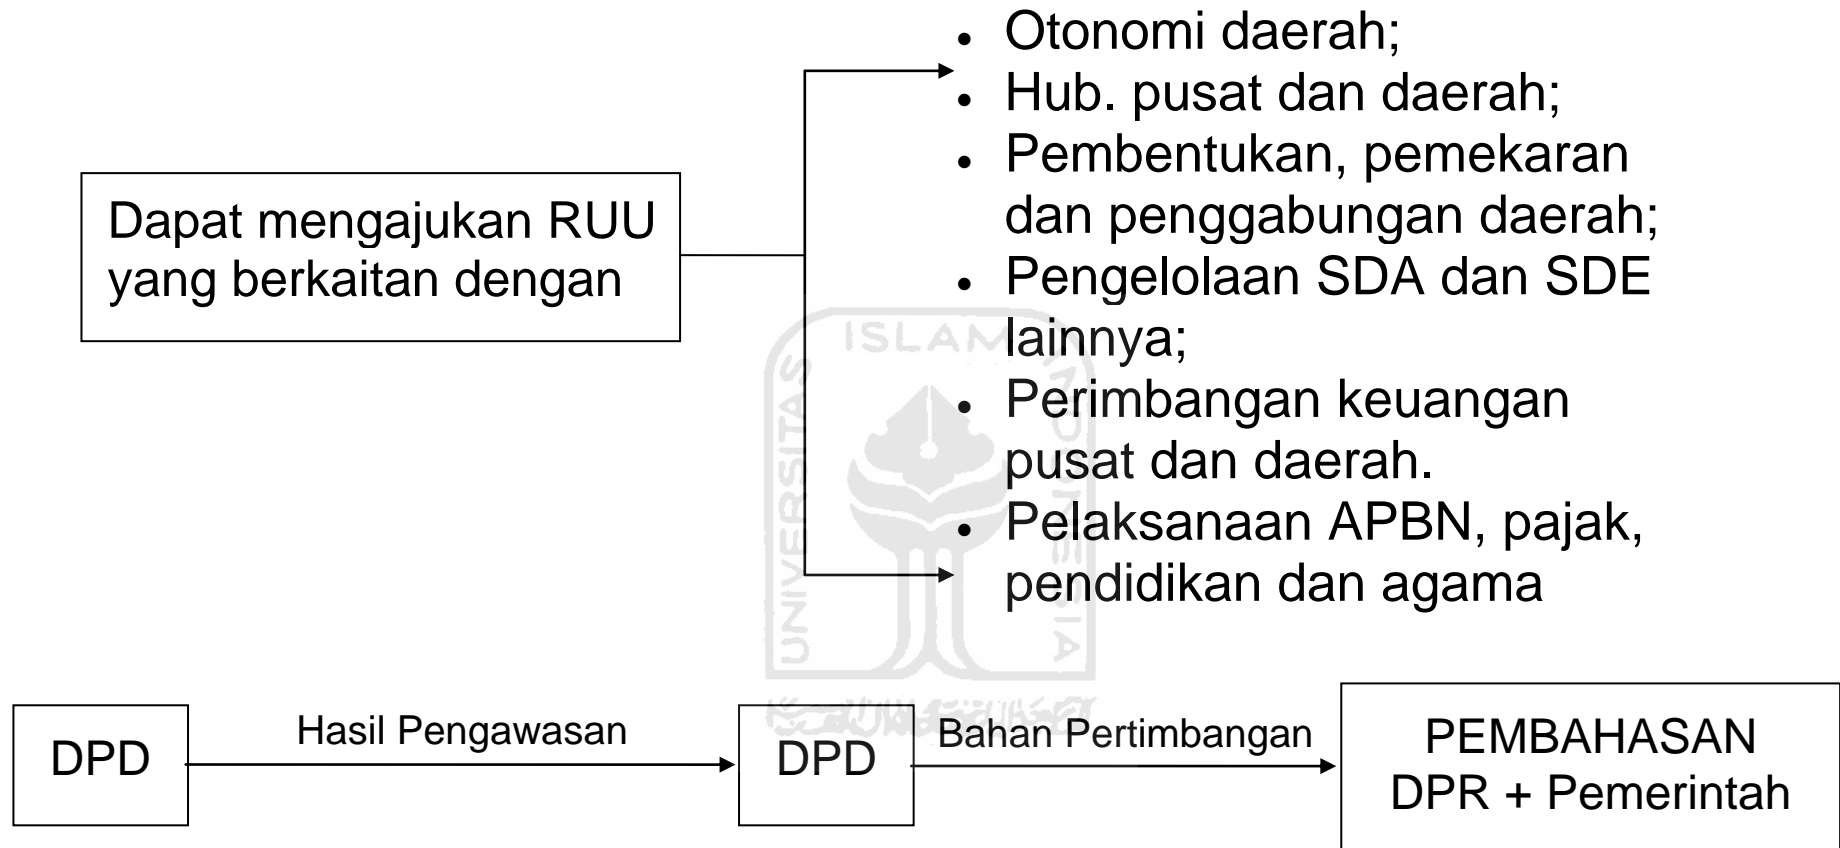 • Otonomi daerah;
• Hub. pusat dan daerah;
• Pembentukan, pemekaran
dan penggabungan daerah;
• Pengelolaan SDA dan SDE
lainnya;
• Perimbangan keuangan
pusat dan daerah.
• Pelaksanaan APBN, pajak,
pendidikan dan agama
Dapat mengajukan RUU
yang berkaitan dengan
UNIVERSITAS
ISLAM
INDONESIA
DPD
Hasil Pengawasan
DPD
Bahan Pertimbangan
PEMBAHASAN
DPR + Pemerintah